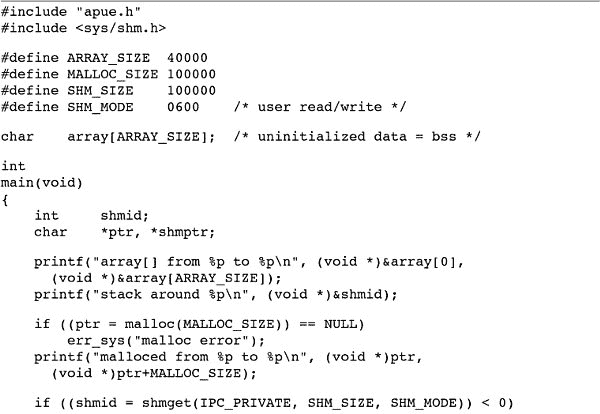 #include "apue.h"
#include <sys/shm.h>
#define ARRAY_SIZE  40000
#define MALLOC_SIZE 100000
#define SHM_SIZE    100000
#define SHM_MODE    0600    /* user read/write */
char    array[ARRAY_SIZE];  /* uninitialized data = bss */
int
main(void)
{
    int     shmid;
    char    *ptr, *shmptr;
    printf("array[] from %p to %p\n", (void *)&array[0],
      (void *)&array[ARRAY_SIZE]);
    printf("stack around %p\n", (void *)&shmid);
    if ((ptr = malloc(MALLOC_SIZE)) == NULL)
        err_sys("malloc error");
    printf("malloced from %p to %p\n", (void *)ptr,
      (void *)ptr+MALLOC_SIZE);
    if ((shmid = shmget(IPC_PRIVATE, SHM_SIZE, SHM_MODE)) < 0)